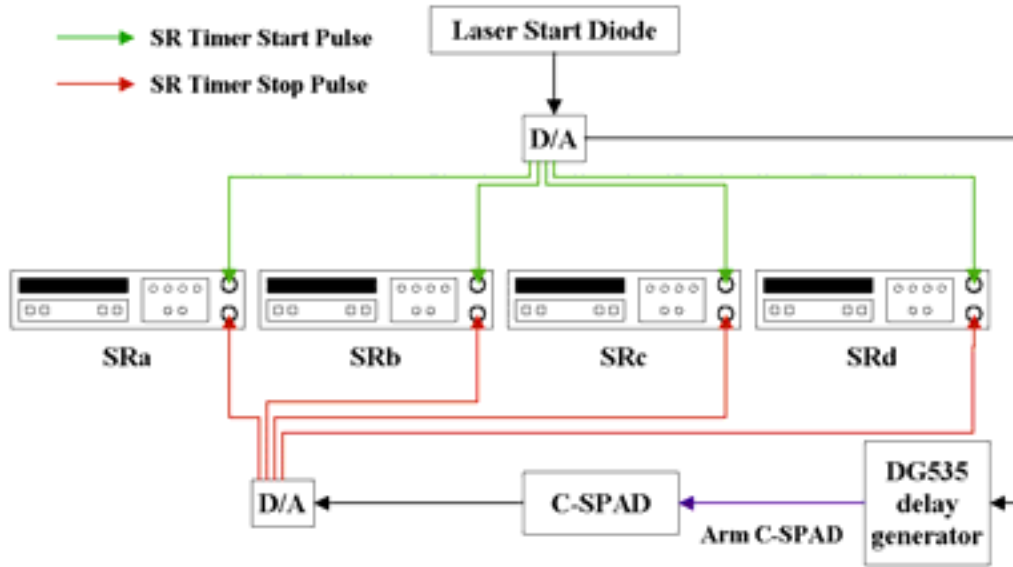 Laser Start Diode
SR Timer Start Pulse
SR Timer Stop Pulse
D/A
SRa
SRb
SRc
SRd
D/A
C-SPAD
Arm C-SPAD
DG535
delay
generator